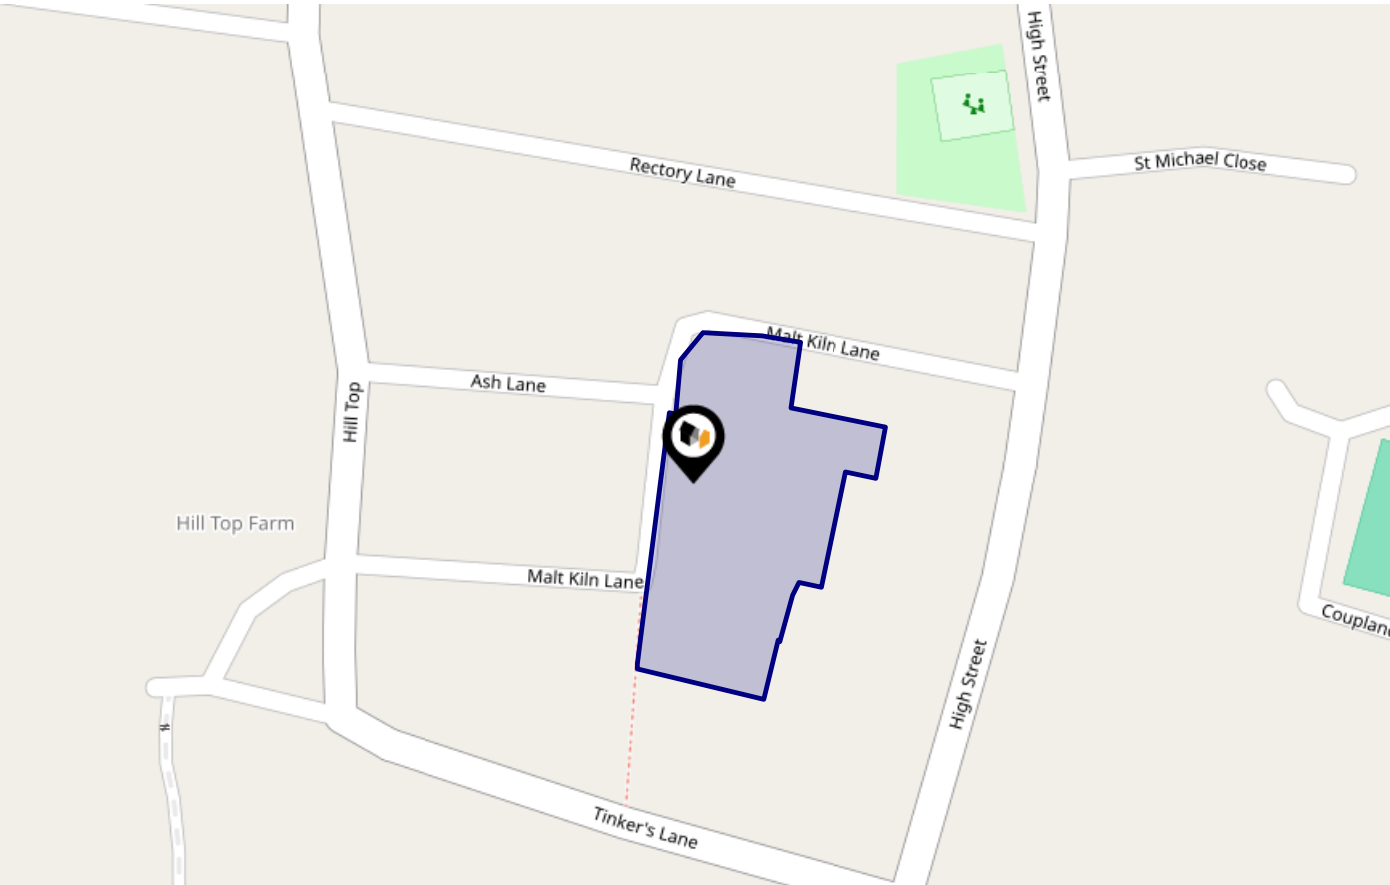 High Street
St Michael Close
Rectory Lane
Malt Kiln Lane
Ash Lane
Hill Top
Hill Top Farm
Malt Kiln Lane
Coupland
High Street
Tinker's Lane